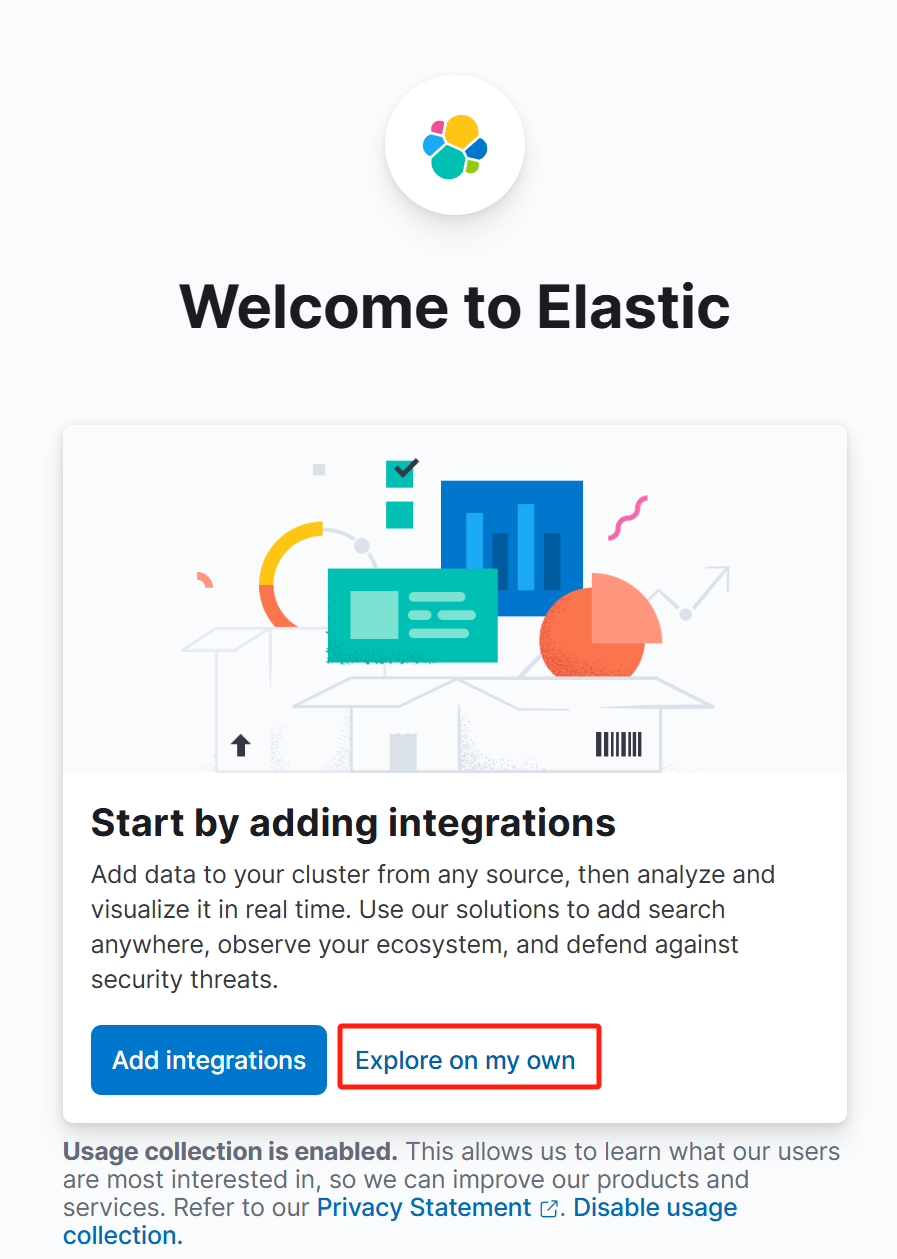 Welcome to Elastic
Start by adding integrations
Add data to your cluster from any source, then analyze and
visualize it in real time. Use our solutions to add search
anywhere, observe your ecosystem, and defend against
security threats.
Add integrations
Explore on my own
Usage collection is enabled. This allows us to learn what our users
are most interested in, so we can improve our products and
services. Refer to our Privacy Statement. Disable usage
collection.